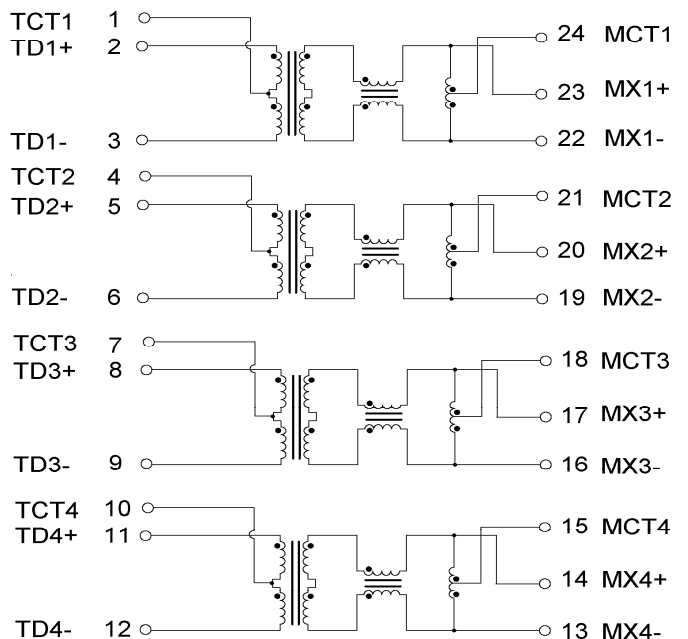 TCT1 1 24 MCT1
TD1+ 2
23 MX1+
TD1- 3 22 MX1-
TCT2 4
21 MCT2
TD2+ 5
20 MX2+
TD2- 6 19 MX2-
TCT3 7
18 MCT3
TD3+ 8
17 MX3+
TD3- 9 16 MX3-
TCT4 10
15 MCT4
TD4+ 11
14 MX4+
TD4- 12 13 MX4-